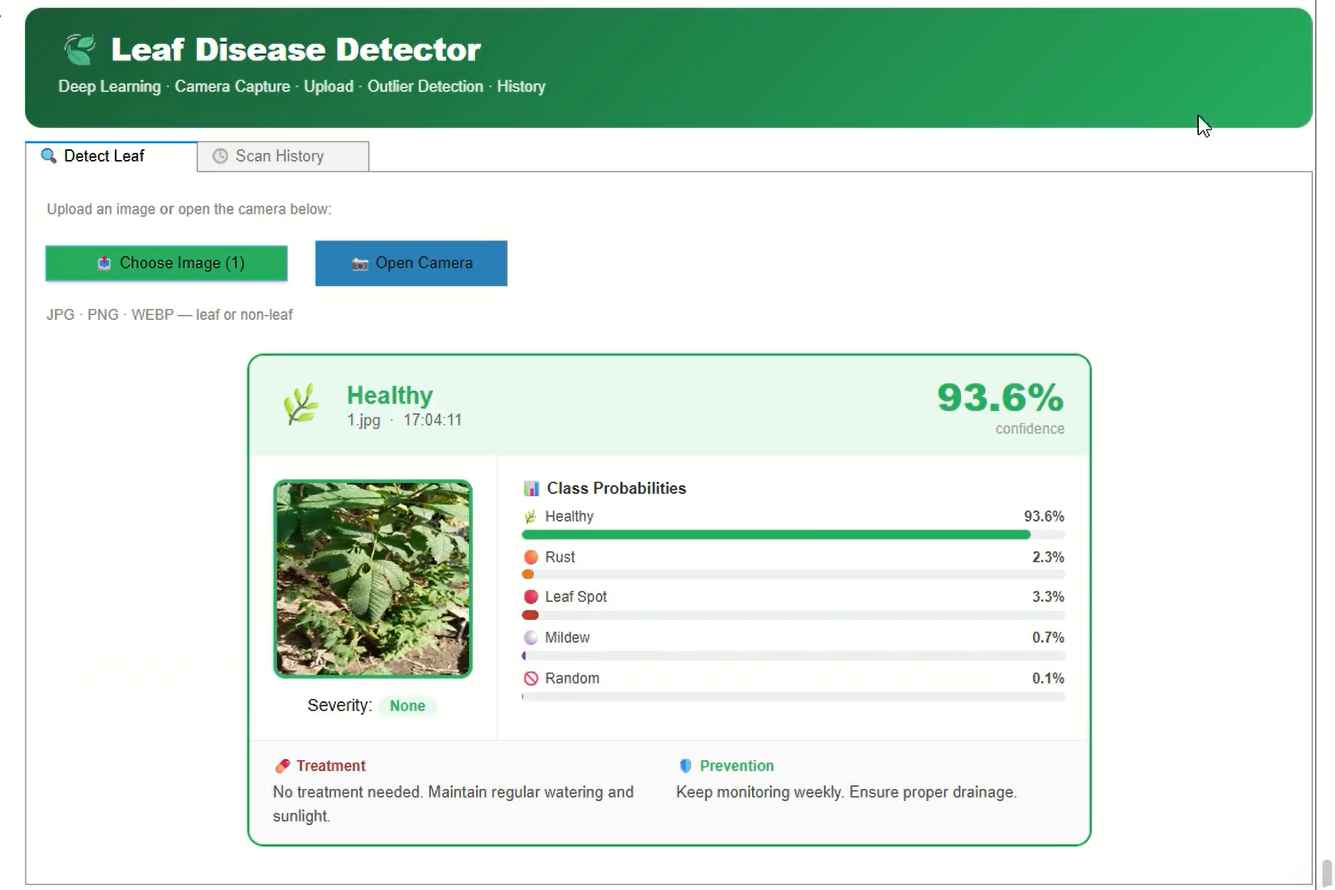 Leaf Disease Detector
Deep Learning · Camera Capture · Upload · Outlier Detection · History
Detect Leaf
Scan History
Upload an image or open the camera below:
Choose Image (1)
Open Camera
JPG · PNG · WEBP — leaf or non-leaf
Healthy
1.jpg · 17:04:11
93.6%
confidence
Class Probabilities
Healthy 93.6%
Rust 2.3%
Leaf Spot 3.3%
Mildew 0.7%
Random 0.1%
Severity: None
Treatment
No treatment needed. Maintain regular watering and
sunlight.
Prevention
Keep monitoring weekly. Ensure proper drainage.